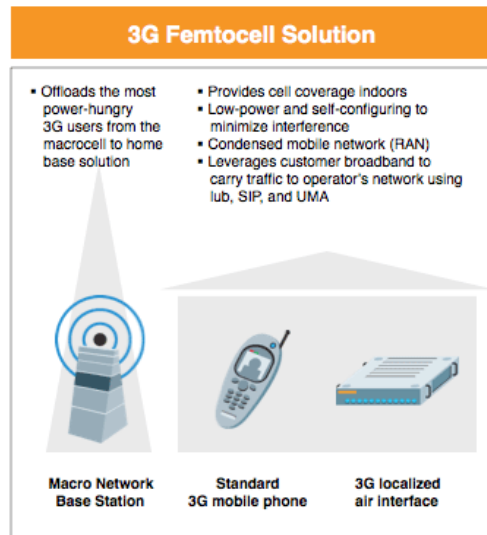 3G Femtocell Solution
▪ Offloads the most
power-hungry
3G users from the
macrocell to home
base solution
▪ Provides cell coverage indoors
▪ Low-power and self-configuring to
minimize interference
▪ Condensed mobile network (RAN)
▪ Leverages customer broadband to
carry traffic to operator's network using
lub, SIP, and UMA
Macro Network
Base Station
Standard
3G mobile phone
3G localized
air interface